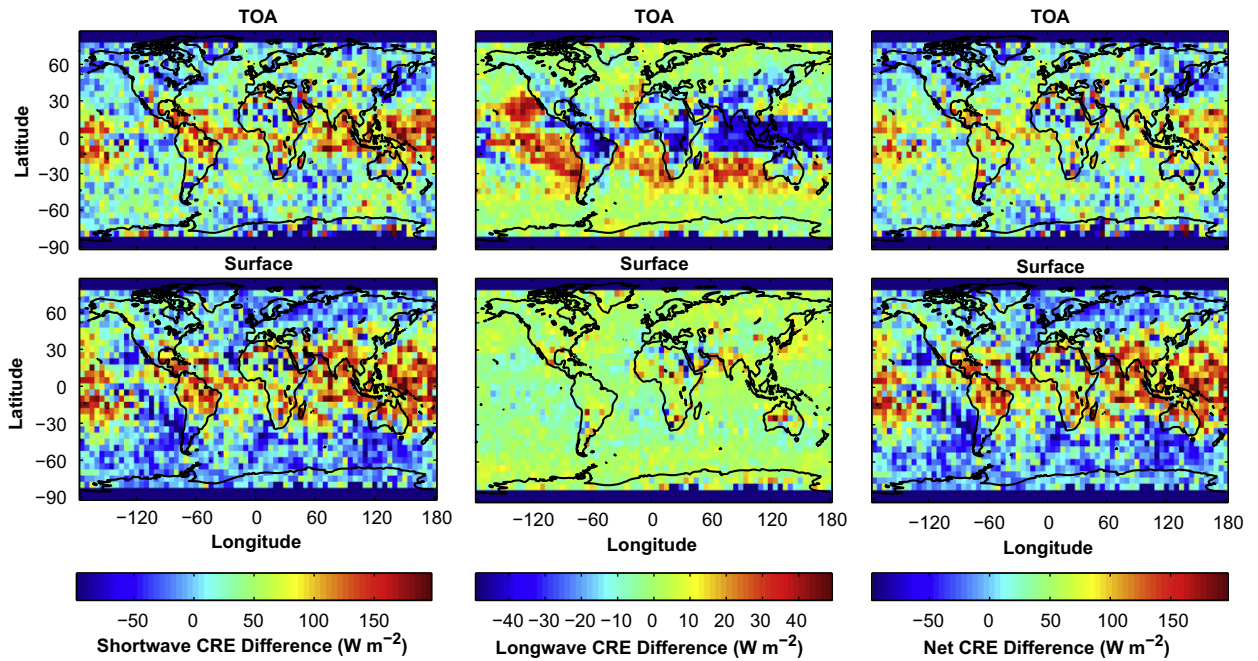 TOA TOA TOA
Latitude
60
30
0
−30
−60
−90
Surface Surface Surface
Latitude
60
30
0
−30
−60
−90
−120 −60 0 60 120 180 −120 −60 0 60 120 180 −120 −60 0 60 120 180
Longitude Longitude Longitude
−50 0 50 100 150 −40 −30 −20 −10 0 10 20 30 40 −50 0 50 100 150
Shortwave CRE Difference (W m⁻²) Longwave CRE Difference (W m⁻²) Net CRE Difference (W m⁻²)